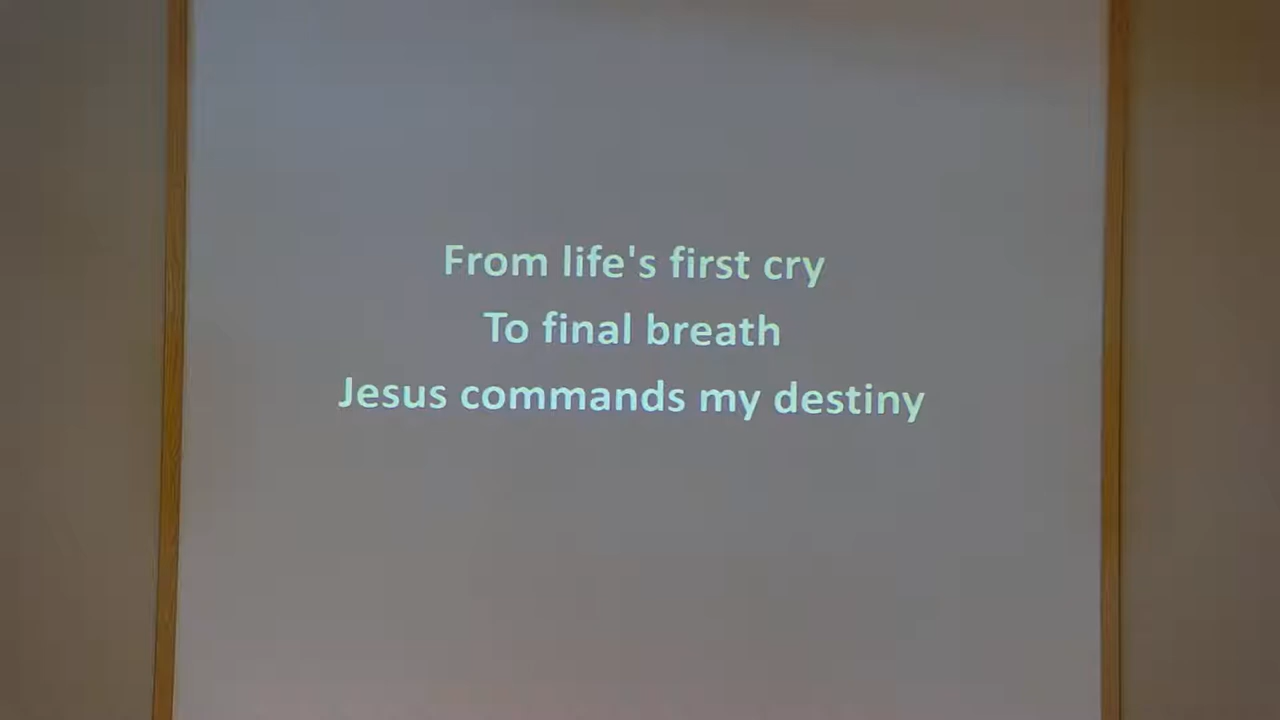 From life's first cry
To final breath
Jesus commands my destiny